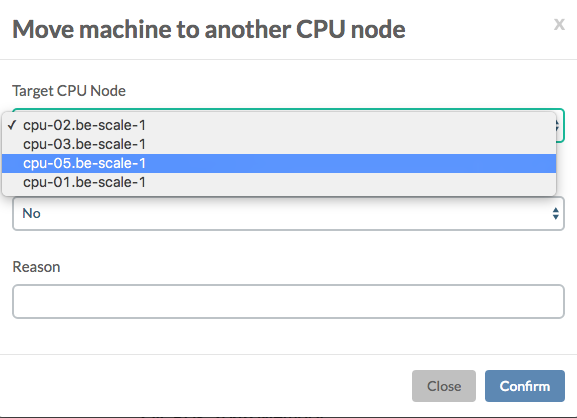 Move machine to another CPU node
x
Target CPU Node
✓ cpu-02.be-scale-1
cpu-03.be-scale-1
cpu-05.be-scale-1
cpu-01.be-scale-1
No
Reason
Close
Confirm